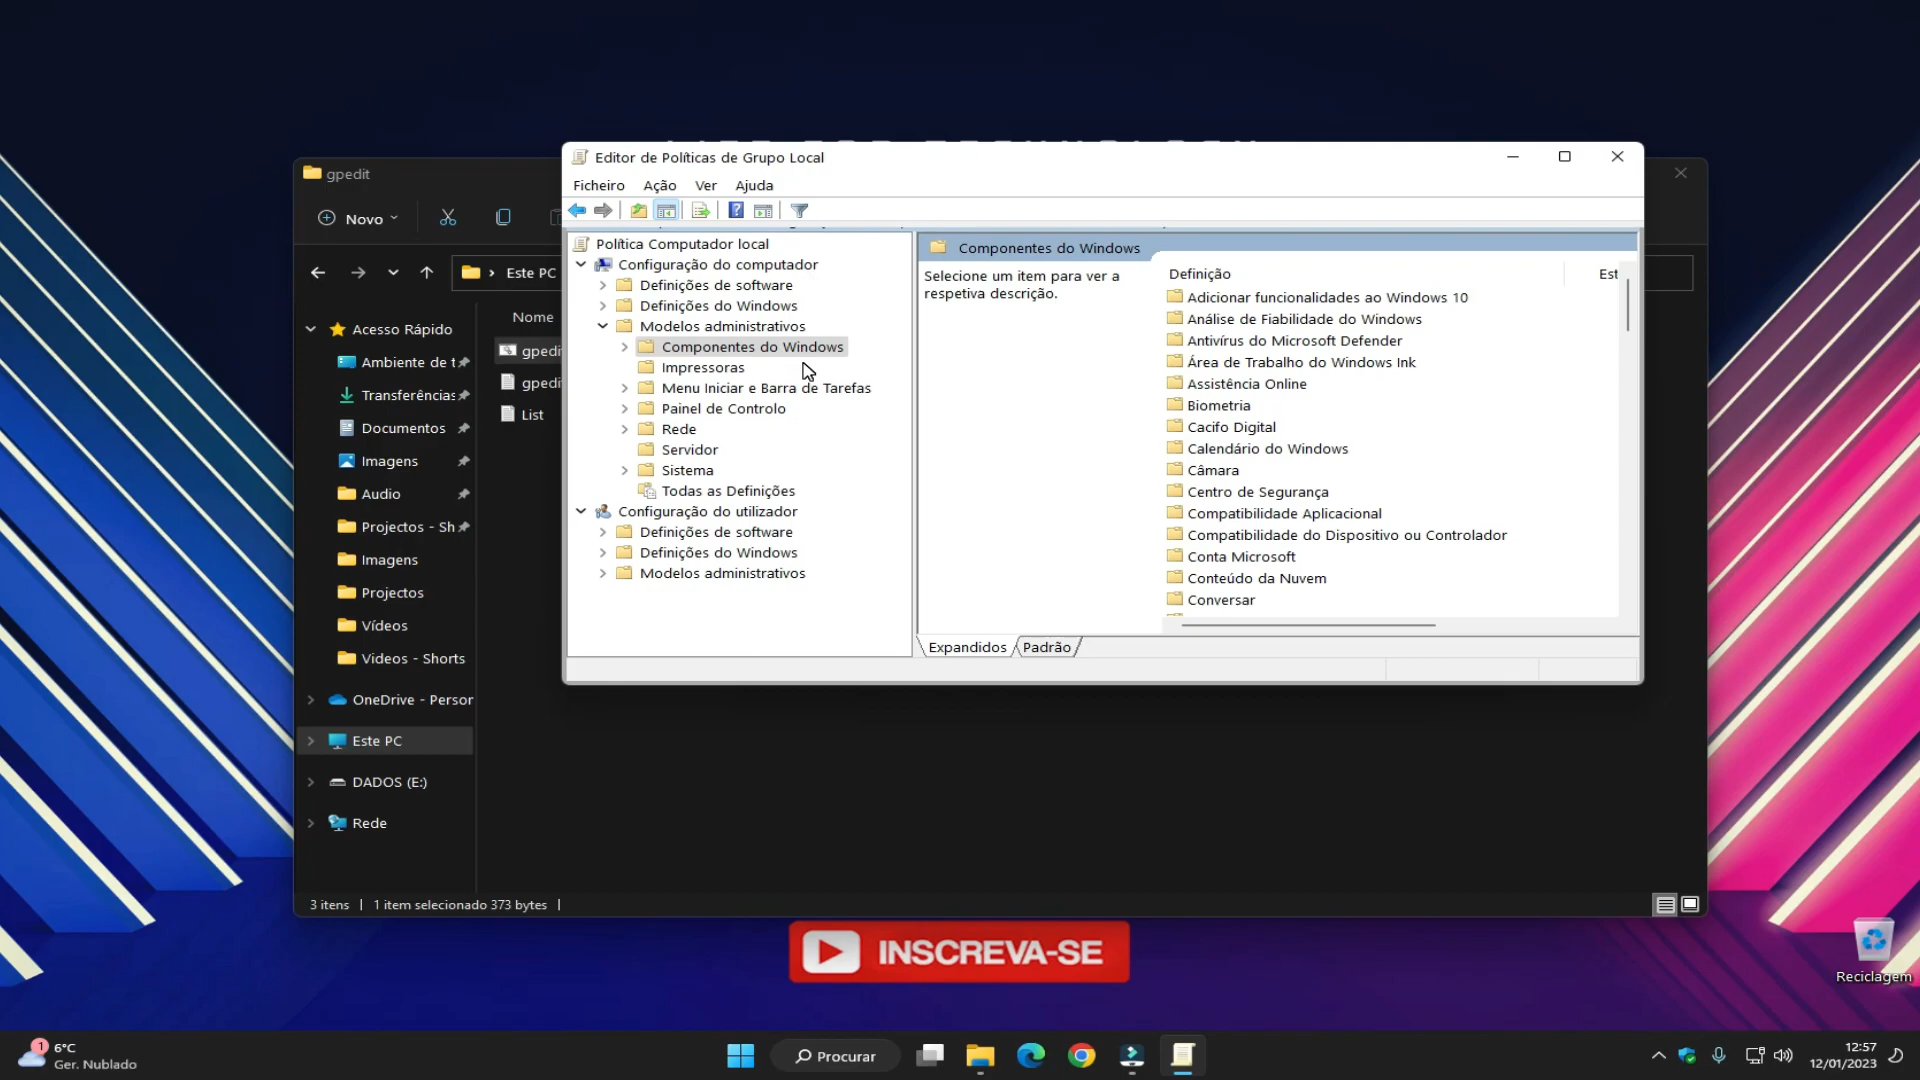 gpedit
Novo
Este PC
Nome
gpedi
gpedi
List
Acesso Rápido
Ambiente de t
Transferências
Documentos
Imagens
Audio
Projectos - Sh
Imagens
Projectos
Vídeos
Videos - Shorts
OneDrive - Person
Este PC
DADOS (E:)
Rede
3 itens
1 item selecionado 373 bytes
Editor de Políticas de Grupo Local
Ficheiro Ação Ver Ajuda
Política Computador local
Configuração do computador
Definições de software
Definições do Windows
Modelos administrativos
Componentes do Windows
Impressoras
Menu Iniciar e Barra de Tarefas
Painel de Controlo
Rede
Servidor
Sistema
Todas as Definições
Configuração do utilizador
Definições de software
Definições do Windows
Modelos administrativos
Componentes do Windows
Selecione um item para ver a
respetiva descrição.
Definição Est
Adicionar funcionalidades ao Windows 10
Análise de Fiabilidade do Windows
Antivírus do Microsoft Defender
Área de Trabalho do Windows Ink
Assistência Online
Biometria
Cacifo Digital
Calendário do Windows
Câmara
Centro de Segurança
Compatibilidade Aplicacional
Compatibilidade do Dispositivo ou Controlador
Conta Microsoft
Conteúdo da Nuvem
Conversar
Expandidos Padrão
INSCREVA-SE
Reciclagem
1
6°C
Ger. Nublado
Procurar
12:57
12/01/2023